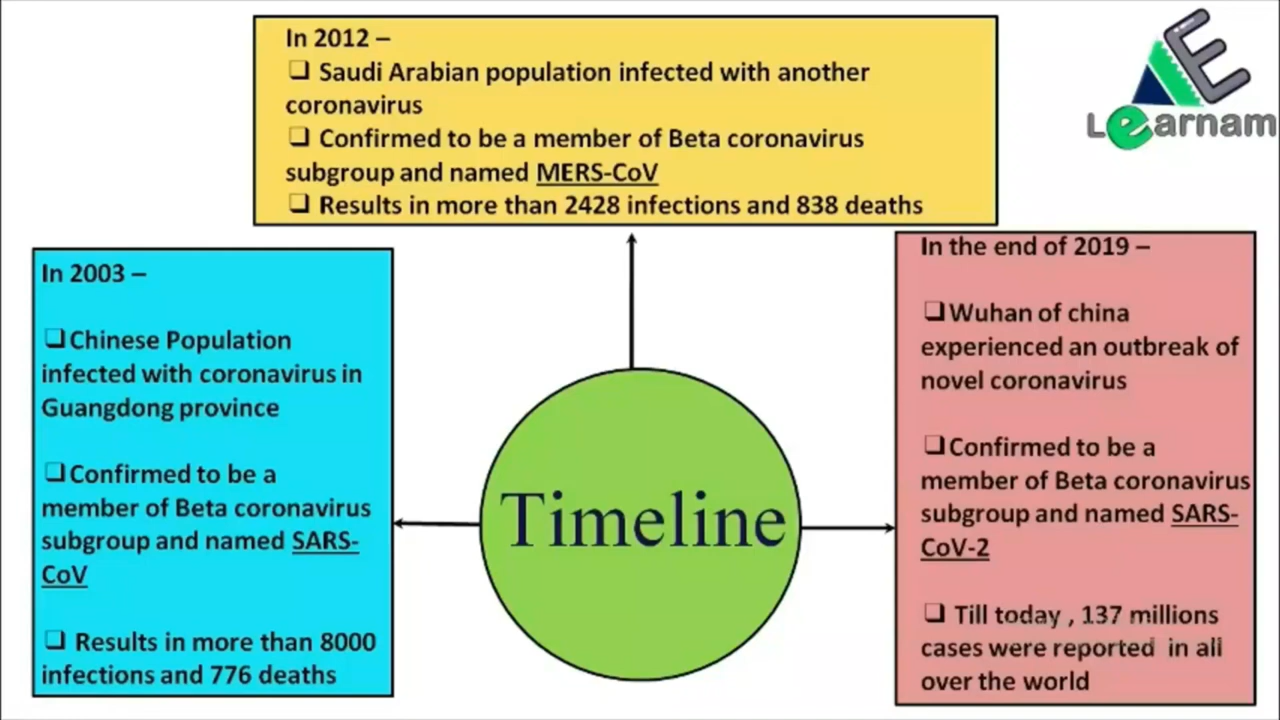 In 2012 –
❑ Saudi Arabian population infected with another
coronavirus
❑ Confirmed to be a member of Beta coronavirus
subgroup and named MERS-CoV
❑ Results in more than 2428 infections and 838 deaths
E
Learnam
In 2003 –
❑Chinese Population
infected with coronavirus in
Guangdong province
❑Confirmed to be a
member of Beta coronavirus
subgroup and named SARS-
CoV
❑ Results in more than 8000
infections and 776 deaths
Timeline
In the end of 2019 –
❑Wuhan of china
experienced an outbreak of
novel coronavirus
❑Confirmed to be a
member of Beta coronavirus
subgroup and named SARS-
CoV-2
❑ Till today , 137 millions
cases were reported in all
over the world